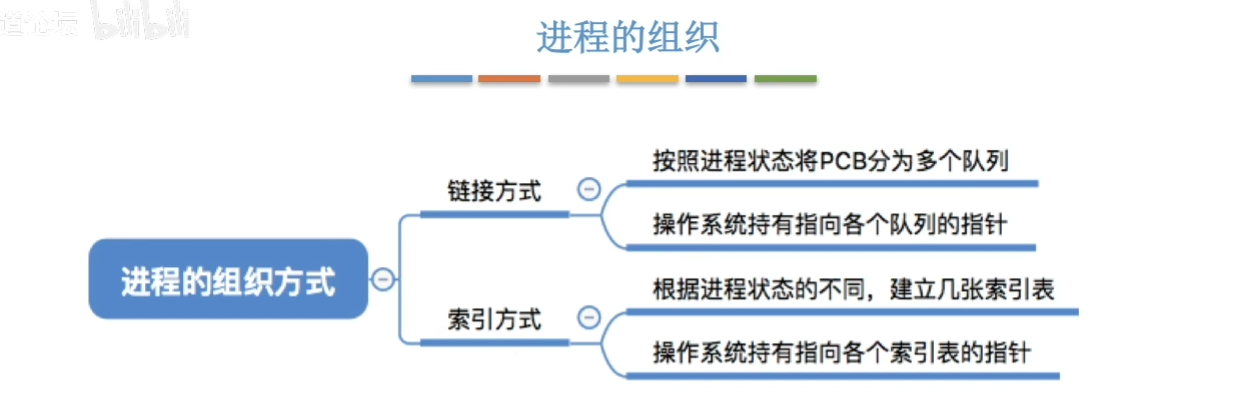 道论坛 bilibili
进程的组织
按照进程状态将PCB分为多个队列
链接方式
操作系统持有指向各个队列的指针
进程的组织方式
根据进程状态的不同，建立几张索引表
索引方式
操作系统持有指向各个索引表的指针